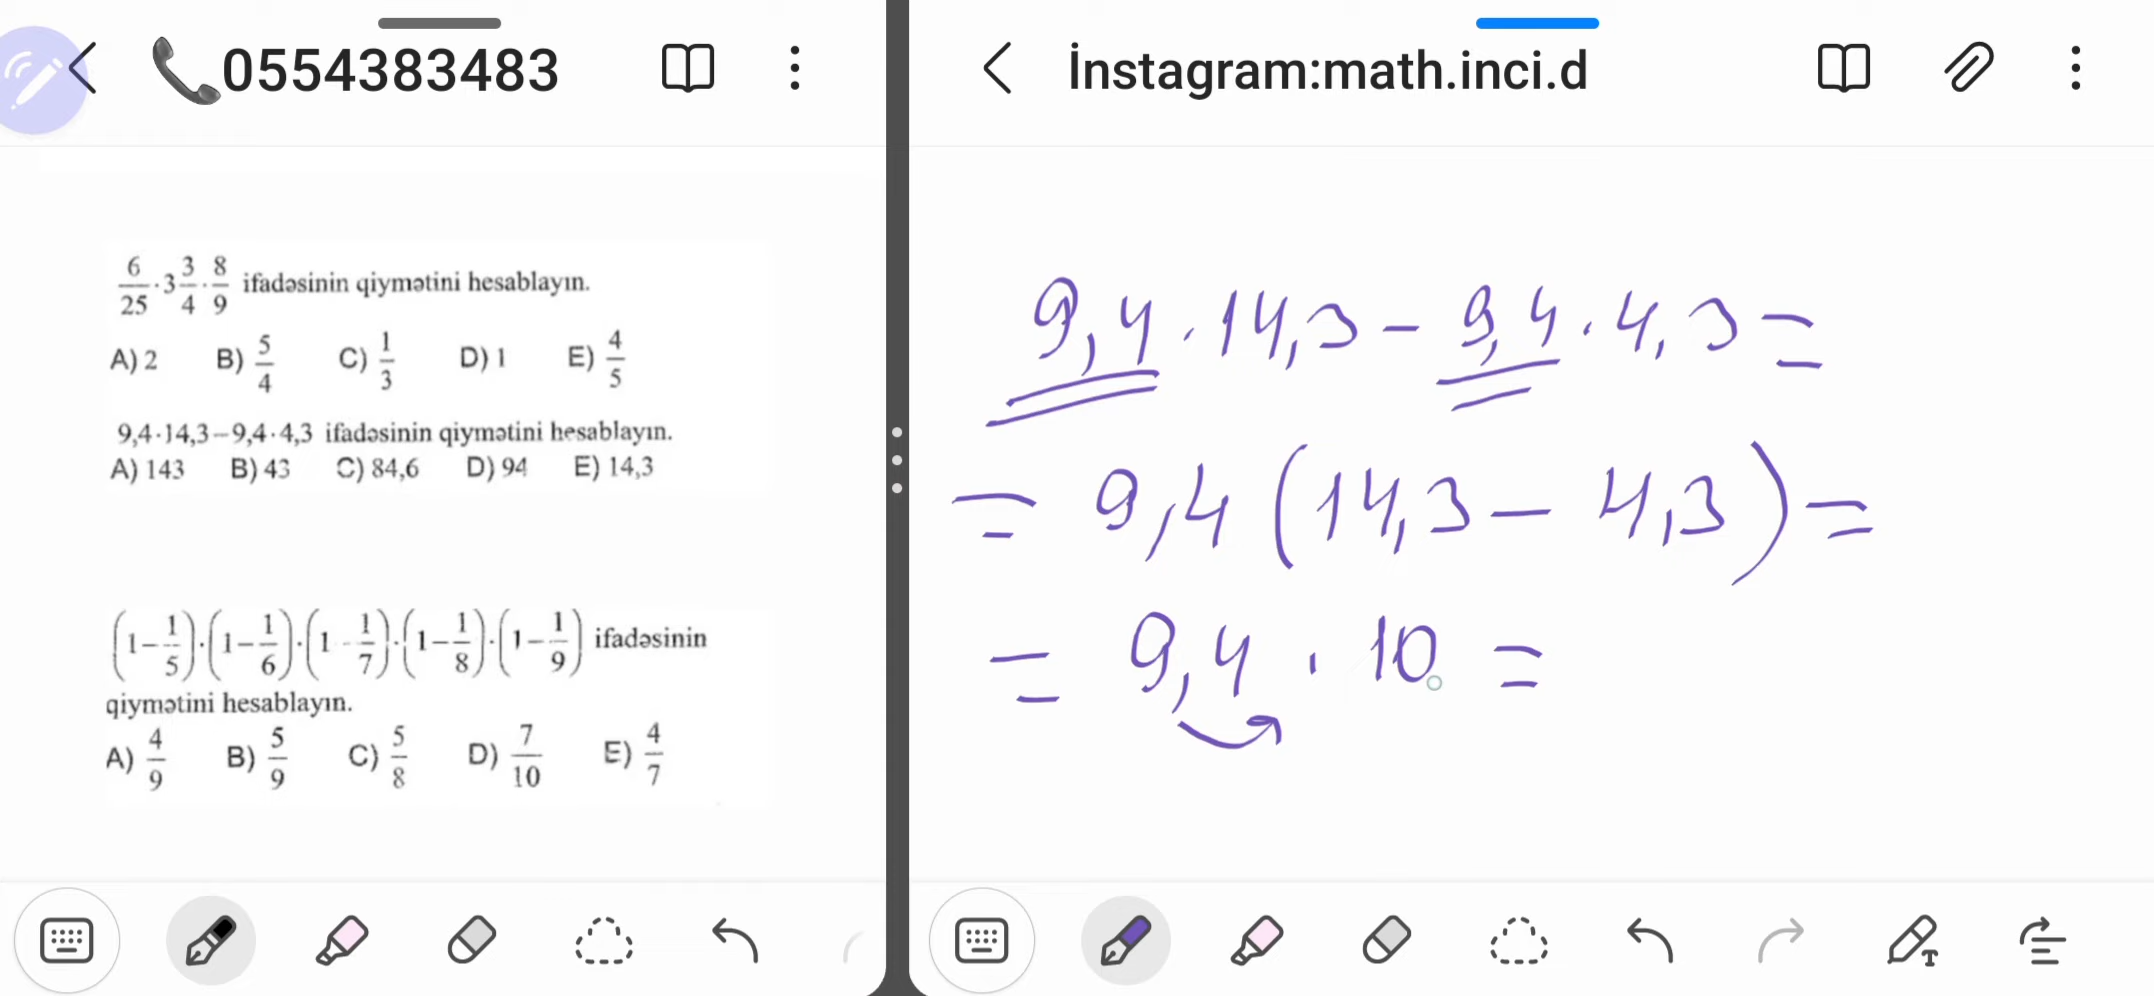 0554383483
6/25 · 3 3/4 · 8/9 ifadəsinin qiymətini hesablayın.
A) 2 B) 5/4 C) 1/3 D) 1 E) 4/5
9,4·14,3−9,4·4,3 ifadəsinin qiymətini hesablayın.
A) 143 B) 43 C) 84,6 D) 94 E) 14,3
(1−1/5)·(1−1/6)·(1−1/7)·(1−1/8)·(1−1/9) ifadəsinin
qiymətini hesablayın.
A) 4/9 B) 5/9 C) 5/8 D) 7/10 E) 4/7
İnstagram:math.inci.d
9,4 · 14,3 − 9,4 · 4,3 =
= 9,4 (14,3 − 4,3) =
= 9,4 · 10 =